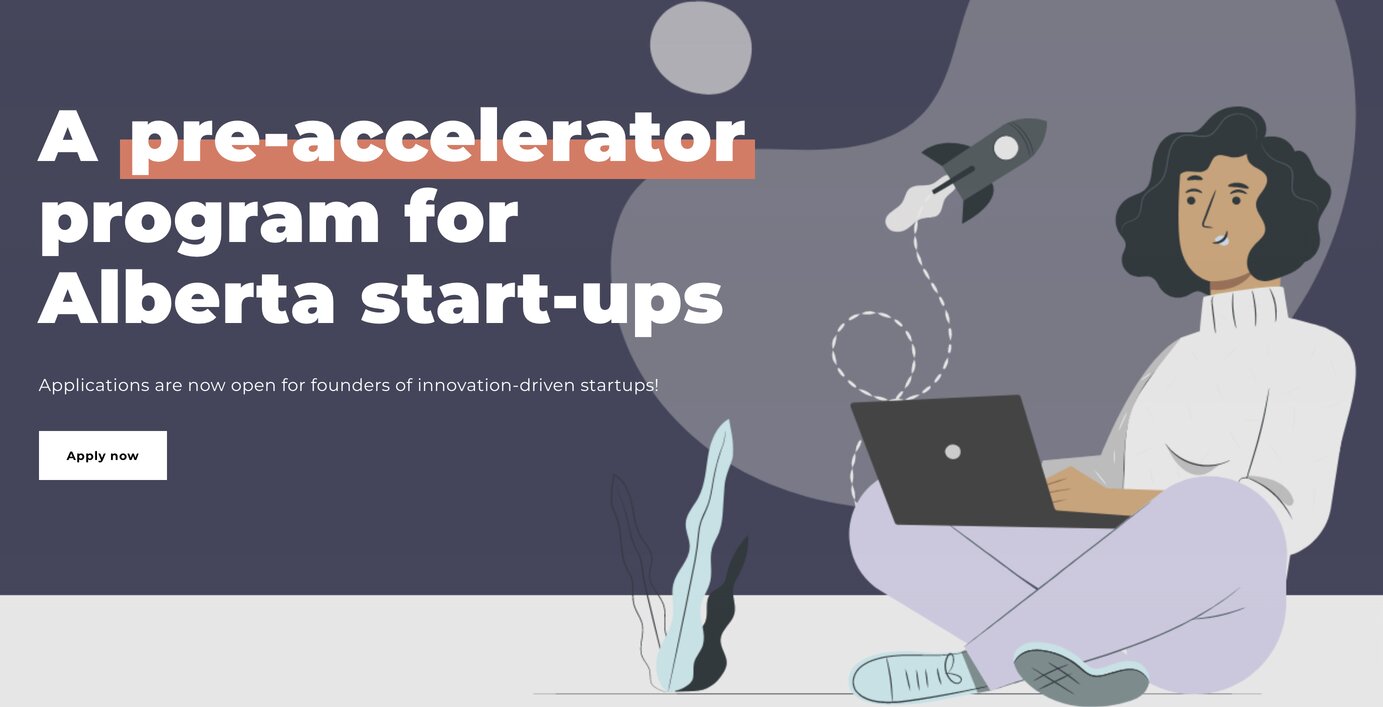 A pre-accelerator
program for
Alberta start-ups
Applications are now open for founders of innovation-driven startups!
Apply now